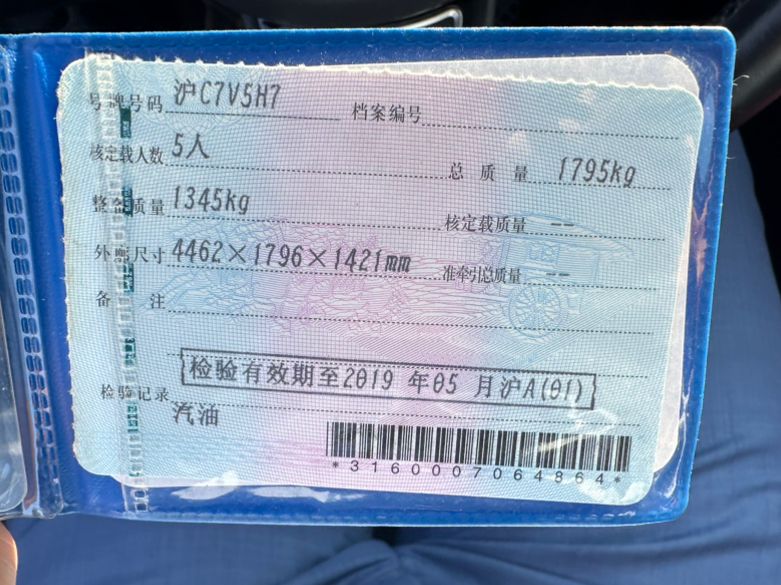 号牌号码 沪C7V5H7 档案编号
核定载人数 5人 总质量 1795kg
整备质量 1345kg 核定载质量 --
外廓尺寸 4462×1796×1421mm 准牵引总质量 --
备注
检验记录 检验有效期至2019 年05 月沪A(01)
汽油
*3160007064864*